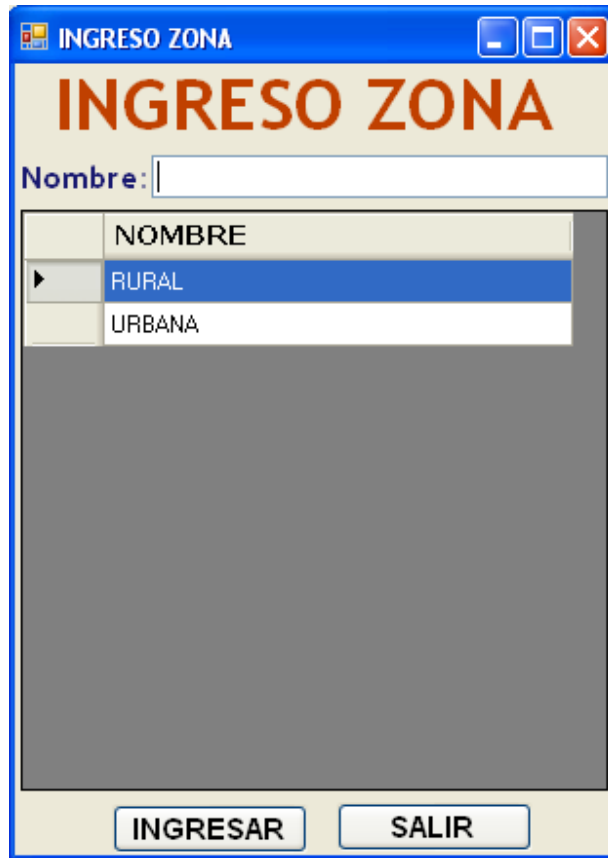 INGRESO ZONA
INGRESO ZONA
Nombre:
NOMBRE
RURAL
URBANA
INGRESAR SALIR